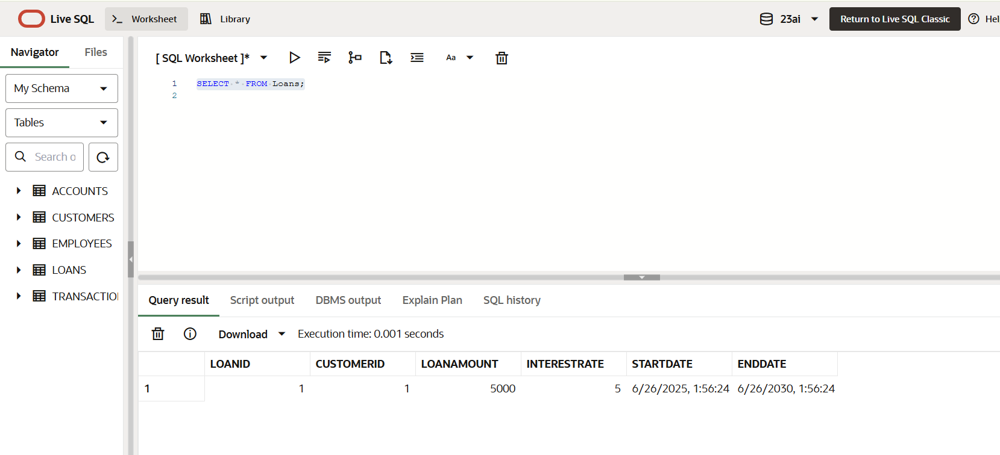 Live SQL
Worksheet
Library
23ai
Return to Live SQL Classic
Hel
Navigator
Files
[ SQL Worksheet ]*
Aa
My Schema
1 SELECT * FROM Loans;
2
Tables
Search o
ACCOUNTS
CUSTOMERS
EMPLOYEES
LOANS
TRANSACTIO
Query result
Script output
DBMS output
Explain Plan
SQL history
Download
Execution time: 0.001 seconds
LOANID CUSTOMERID LOANAMOUNT INTERESTRATE STARTDATE ENDDATE
1 1 1 5000 5 6/26/2025, 1:56:24 6/26/2030, 1:56:24